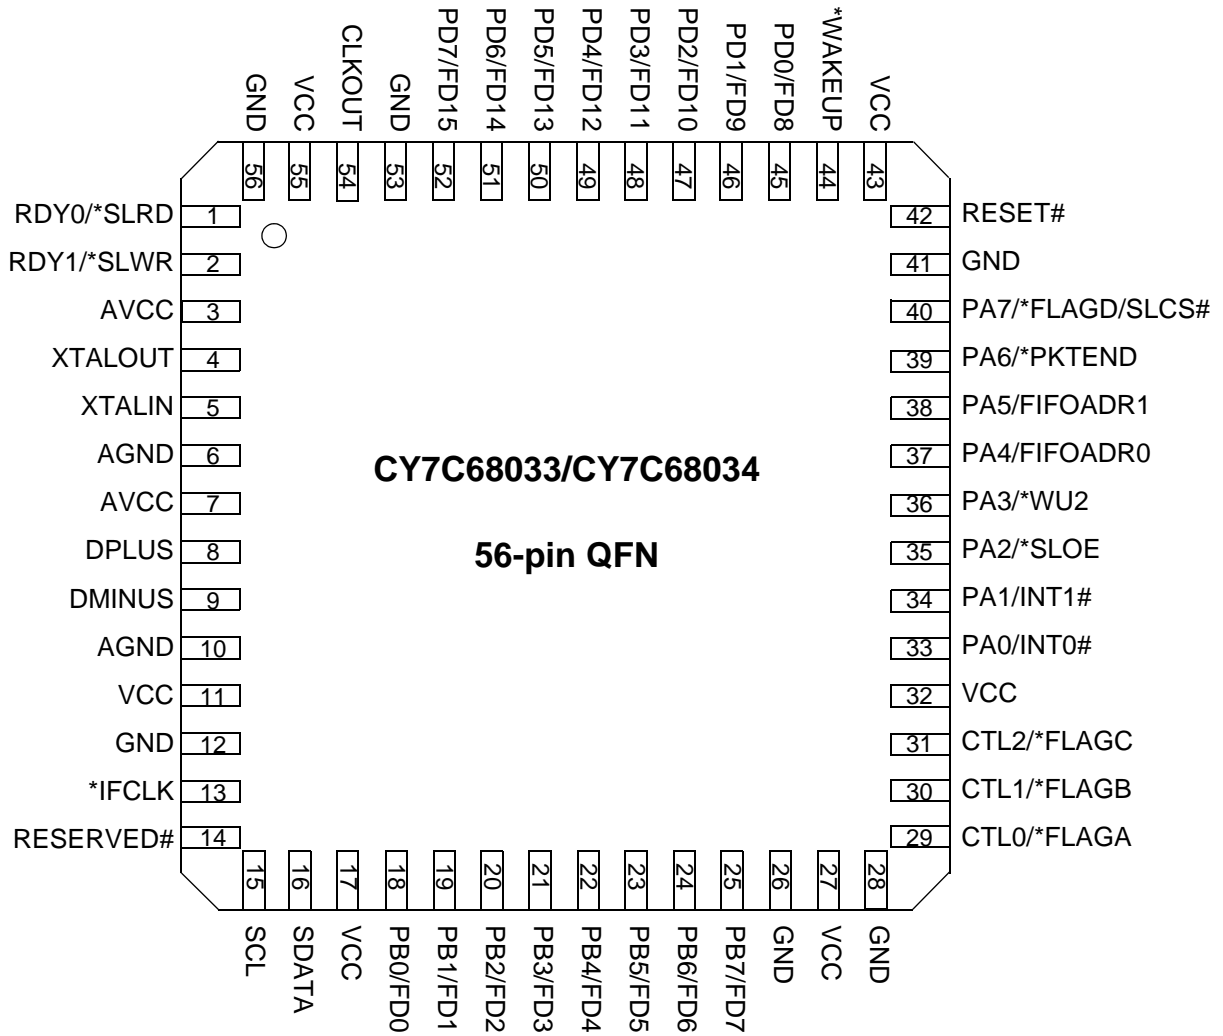 GND
VCC
CLKOUT
GND
PD7/FD15
PD6/FD14
PD5/FD13
PD4/FD12
PD3/FD11
PD2/FD10
PD1/FD9
PD0/FD8
*WAKEUP
VCC
56
55
54
53
52
51
50
49
48
47
46
45
44
43
RDY0/*SLRD 1
RDY1/*SLWR 2
AVCC 3
XTALOUT 4
XTALIN 5
AGND 6
AVCC 7
DPLUS 8
DMINUS 9
AGND 10
VCC 11
GND 12
*IFCLK 13
RESERVED# 14
CY7C68033/CY7C68034
56-pin QFN
42 RESET#
41 GND
40 PA7/*FLAGD/SLCS#
39 PA6/*PKTEND
38 PA5/FIFOADR1
37 PA4/FIFOADR0
36 PA3/*WU2
35 PA2/*SLOE
34 PA1/INT1#
33 PA0/INT0#
32 VCC
31 CTL2/*FLAGC
30 CTL1/*FLAGB
29 CTL0/*FLAGA
15
16
17
18
19
20
21
22
23
24
25
26
27
28
SCL
SDATA
VCC
PB0/FD0
PB1/FD1
PB2/FD2
PB3/FD3
PB4/FD4
PB5/FD5
PB6/FD6
PB7/FD7
GND
VCC
GND